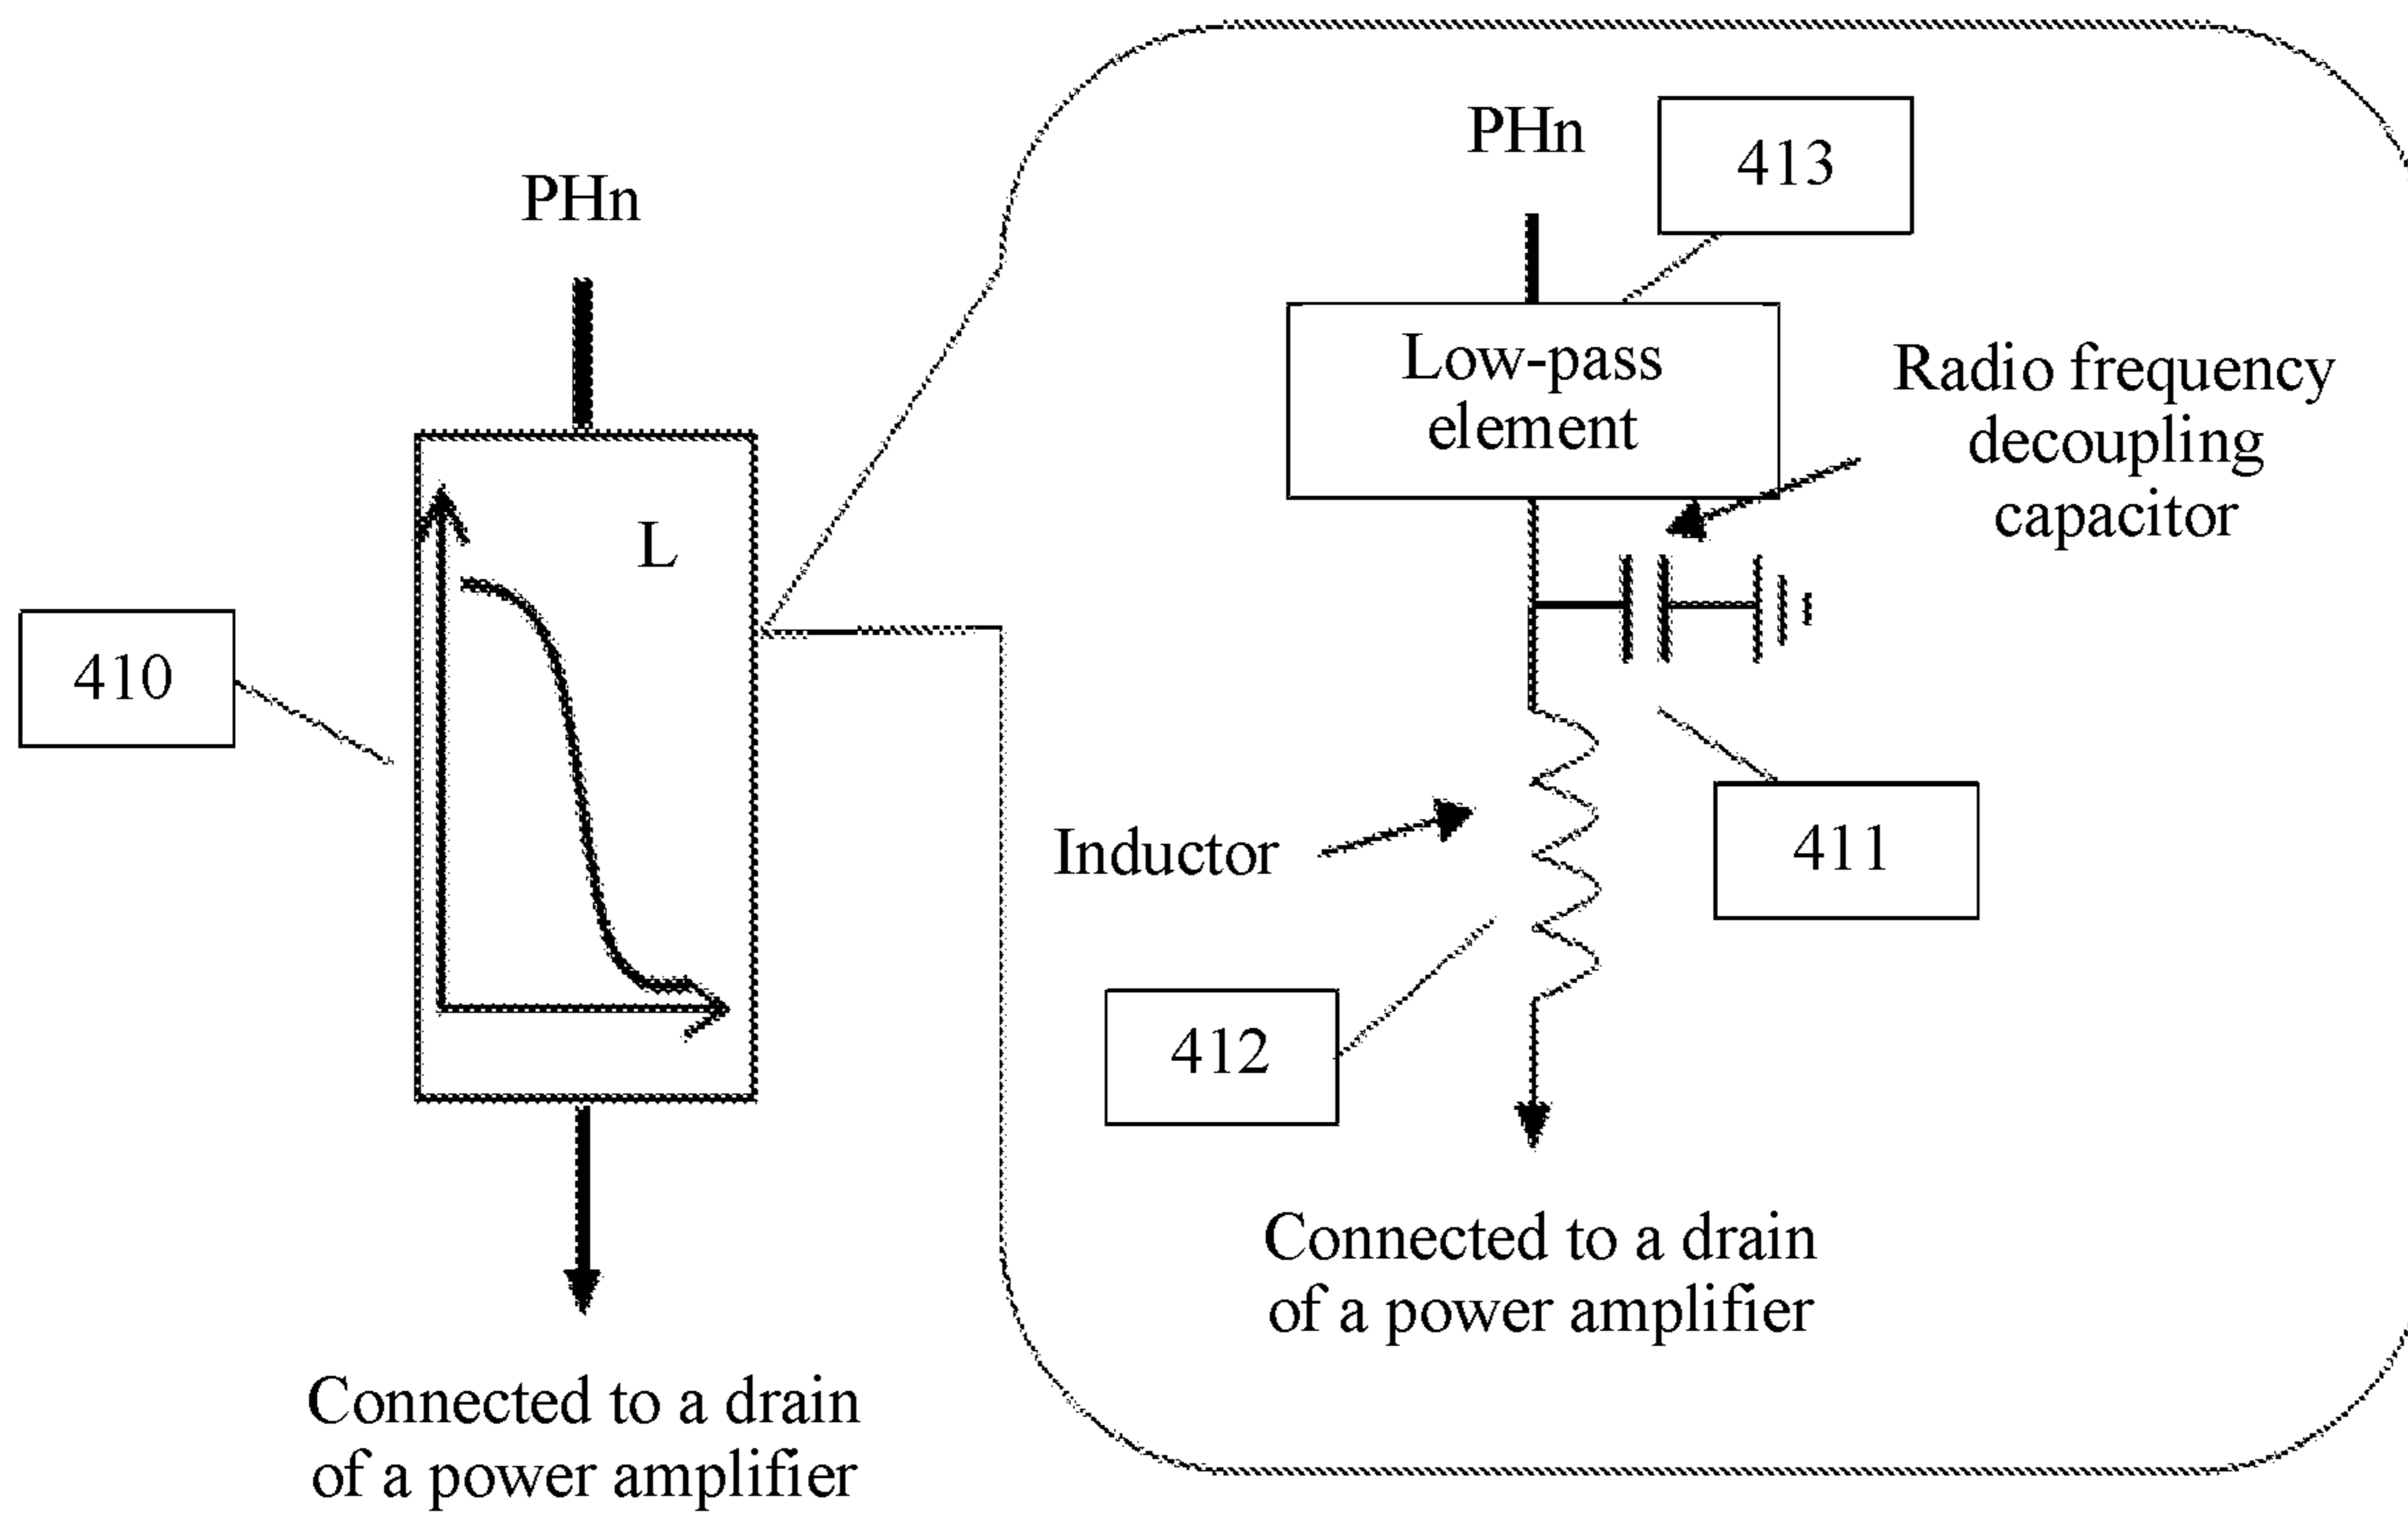 PHn
L
410
Connected to a drain
of a power amplifier
PHn
413
Low-pass
element
Radio frequency
decoupling
capacitor
Inductor
411
412
Connected to a drain
of a power amplifier